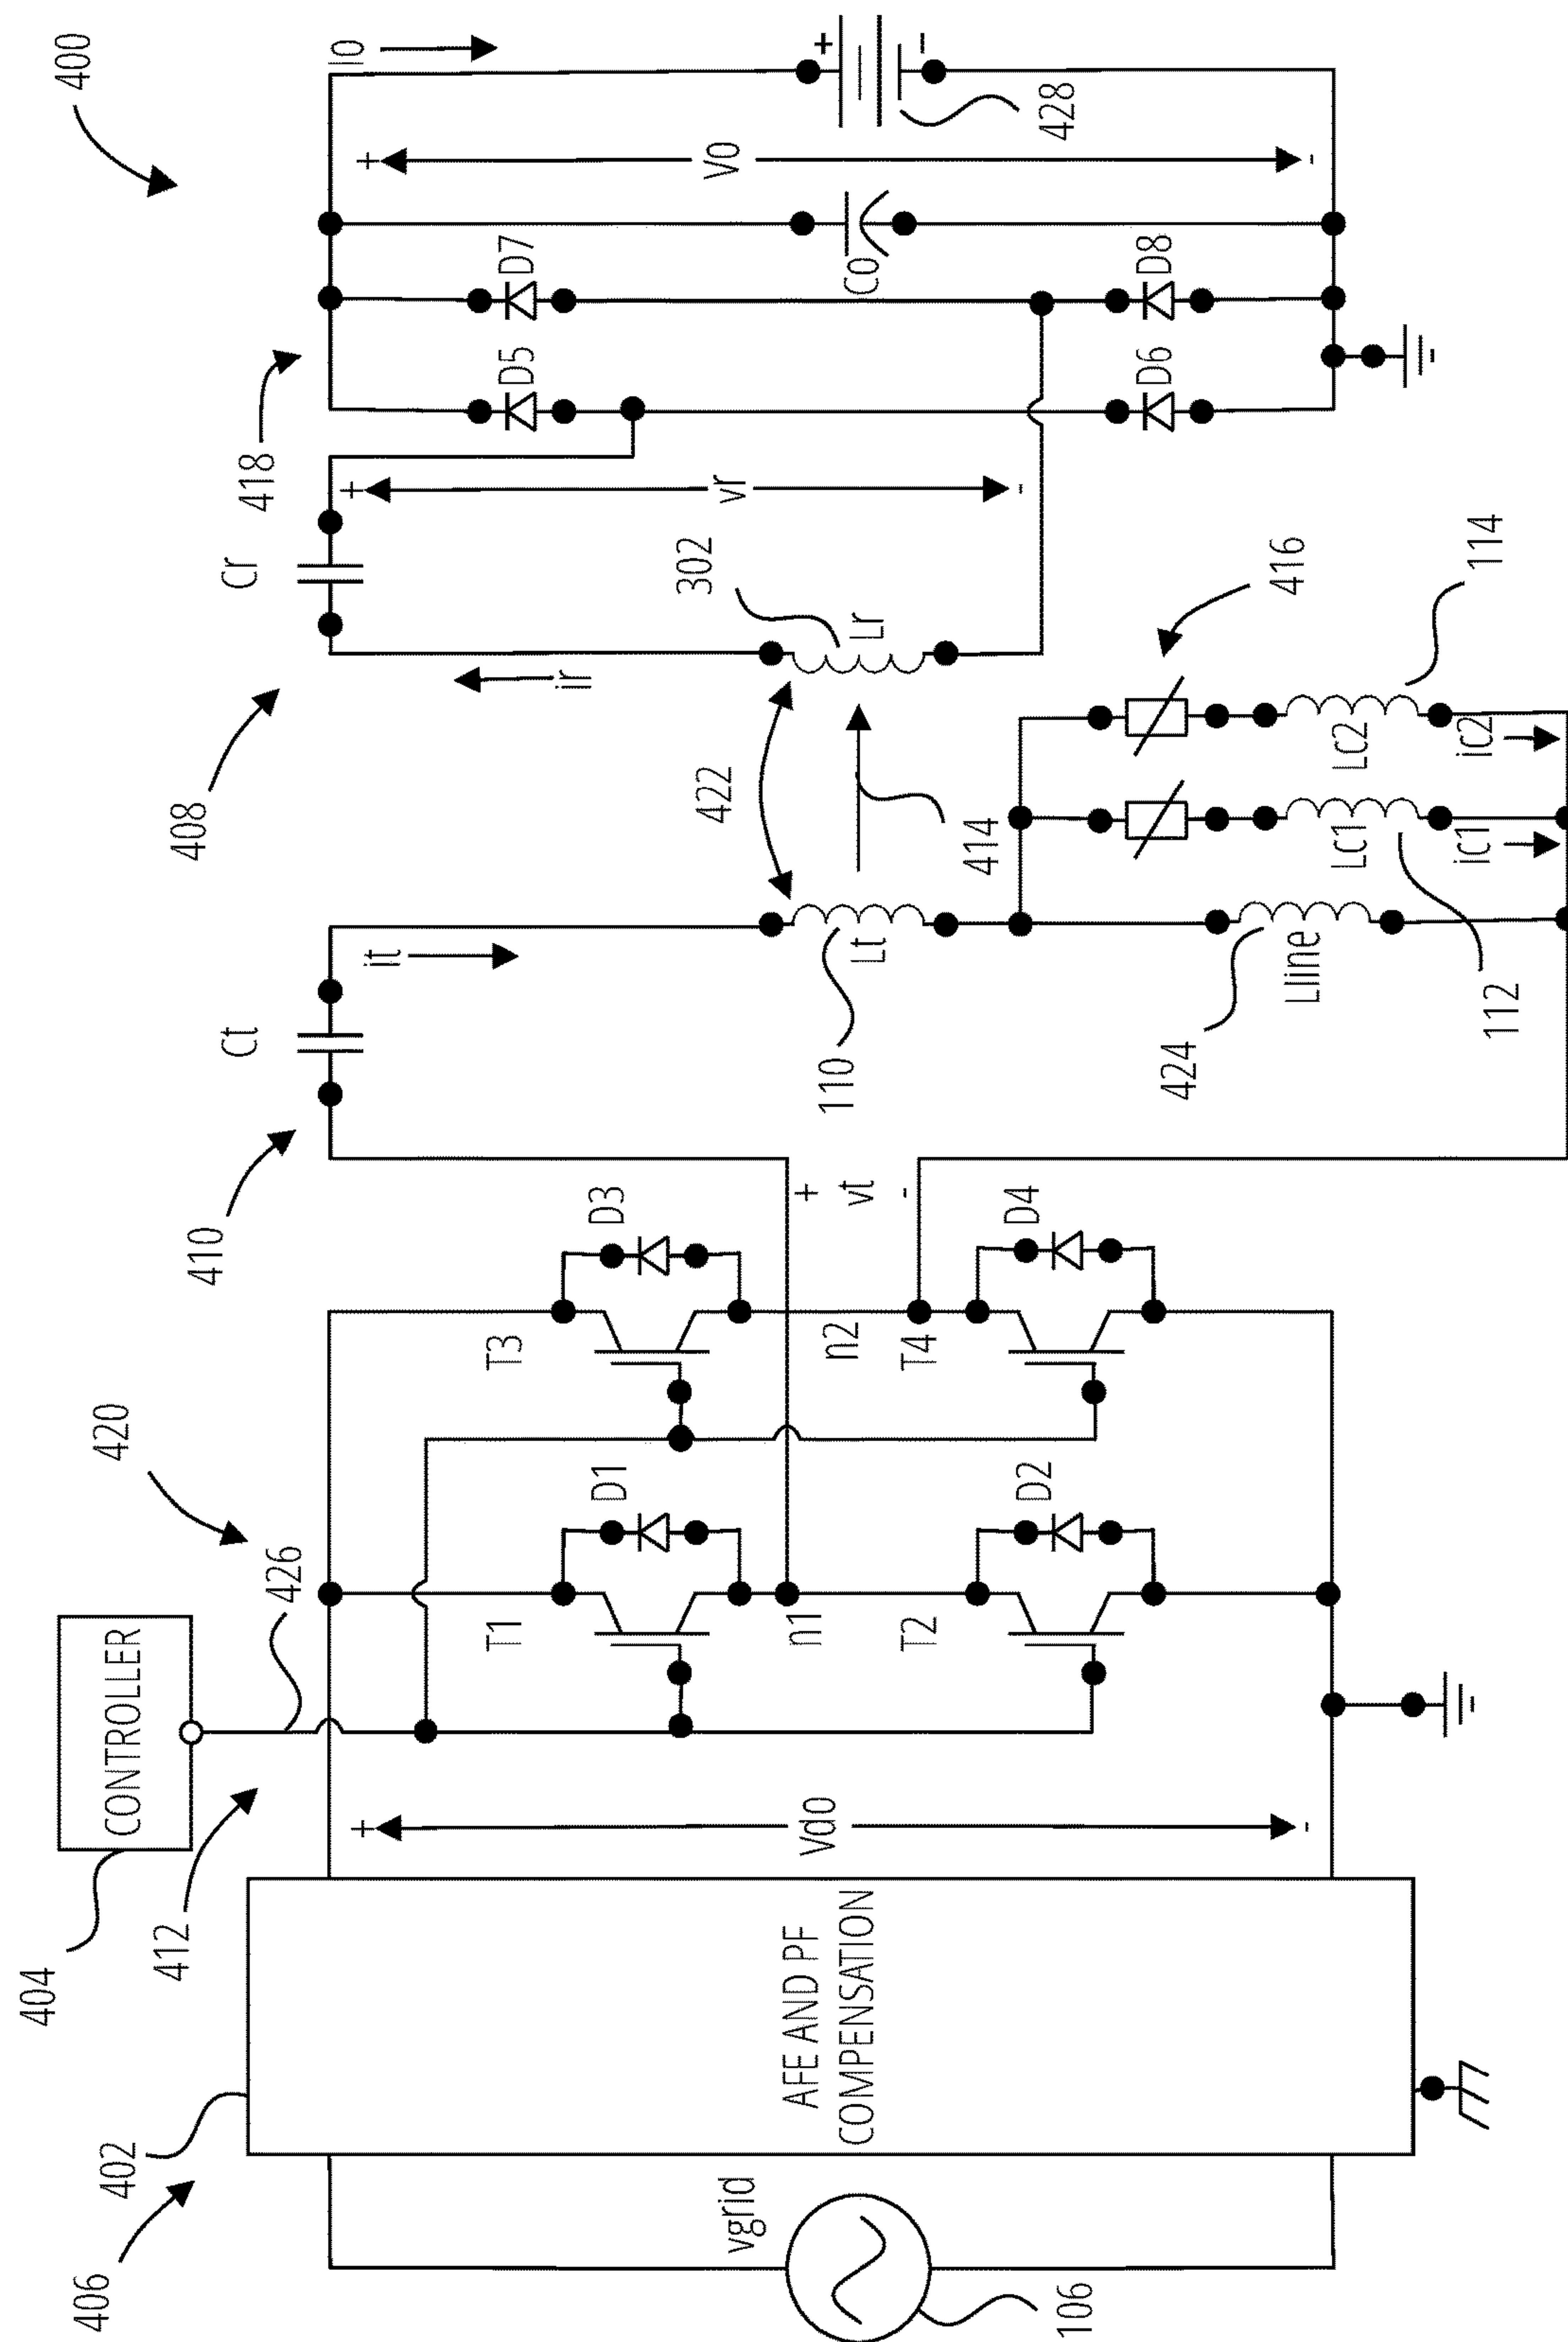 400
404
CONTROLLER
426
420
412
402
406
410
Ct
408
Cr
418
Io
it
ir
+
+
+
+
+
T1
D1
T3
D3
D5
D7
vgrid
AFE AND PF
COMPENSATION
Vdo
n1
n2
+
vt
-
110
Lt
422
302
Lr
vr
Vo
Co
-
428
T2
D2
T4
D4
414
D6
D8
106
-
424
Lline
112
Lc1
ic1
Lc2
ic2
416
114
-
-